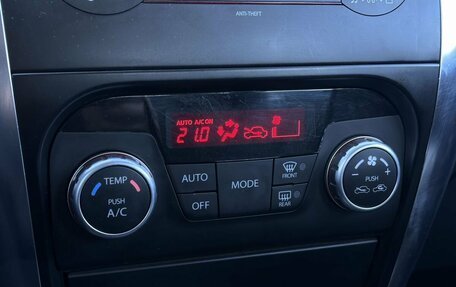 ANTI-THEFT
AUTO A/C ON
21.0
TEMP
PUSH
A/C
AUTO
OFF
MODE
FRONT
REAR
PUSH